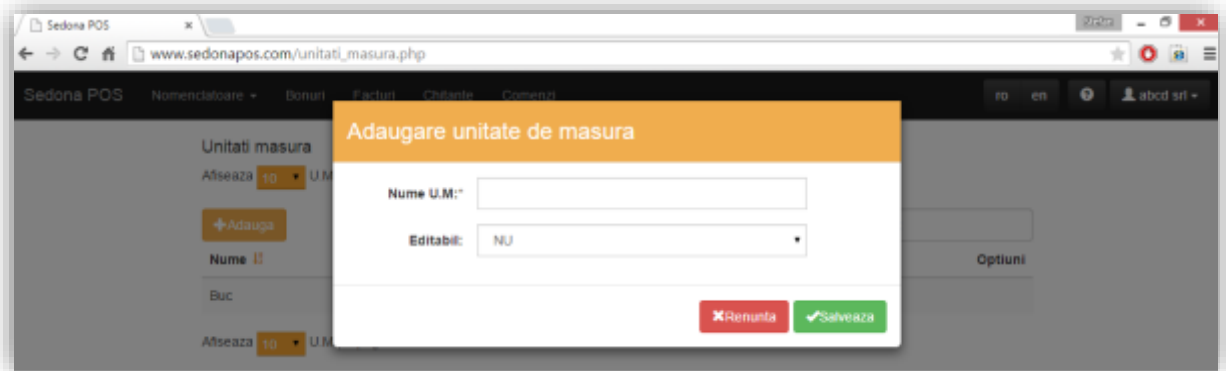 Sedona POS
www.sedonapos.com/unitati_masura.php
Sedona POS Nomenclatoare Bonuri Facturi Chitante Comenzi ro en abcd srl
Adaugare unitate de masura
Unitati masura
Afiseaza 10 U.M
Nume U.M:*
Adauga
Editabil: NU
Nume Optiuni
Buc
Renunta Salveaza
Afiseaza 10 U.M